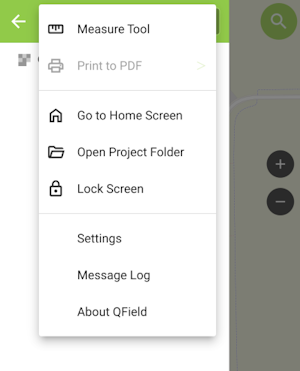 Measure Tool
Print to PDF
Go to Home Screen
Open Project Folder
Lock Screen
Settings
Message Log
About QField